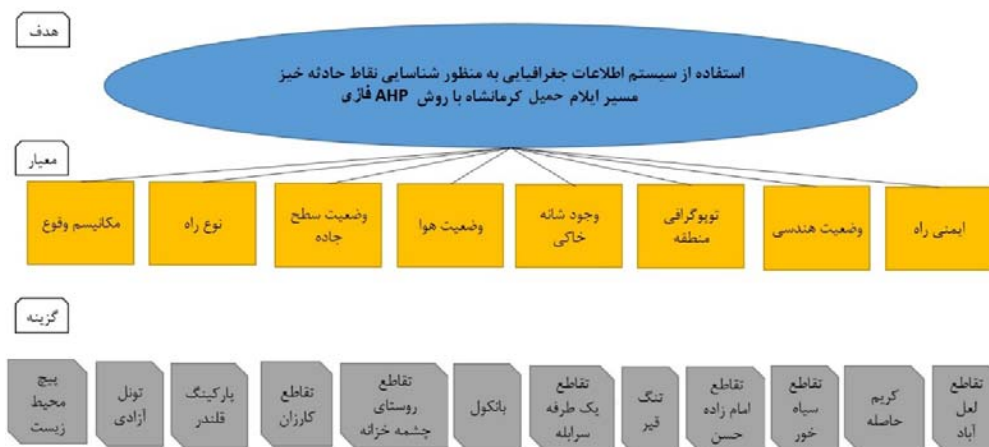 هدف
استفاده از سیستم اطلاعات جغرافیایی به منظور شناسایی نقاط حادثه خیز
مسیر ایلام حمیل کرمانشاه با روش AHP فازی
معیار
ایمنی راه
وضعیت هندسی
توپوگرافی
منطقه
وجود شانه
خاکی
وضعیت هوا
وضعیت سطح
جاده
نوع راه
مکانیسم وقوع
گزینه
تقاطع
لعل
آباد
کریم
حاصله
تقاطع
سیاه
خور
تقاطع
امام زاده
حسن
تنگ
قیر
تقاطع
یک طرفه
سرابله
بانکول
تقاطع
روستای
چشمه خزانه
تقاطع
کارزان
پارکینگ
قلندر
تونل
آزادی
پیچ
محیط
زیست